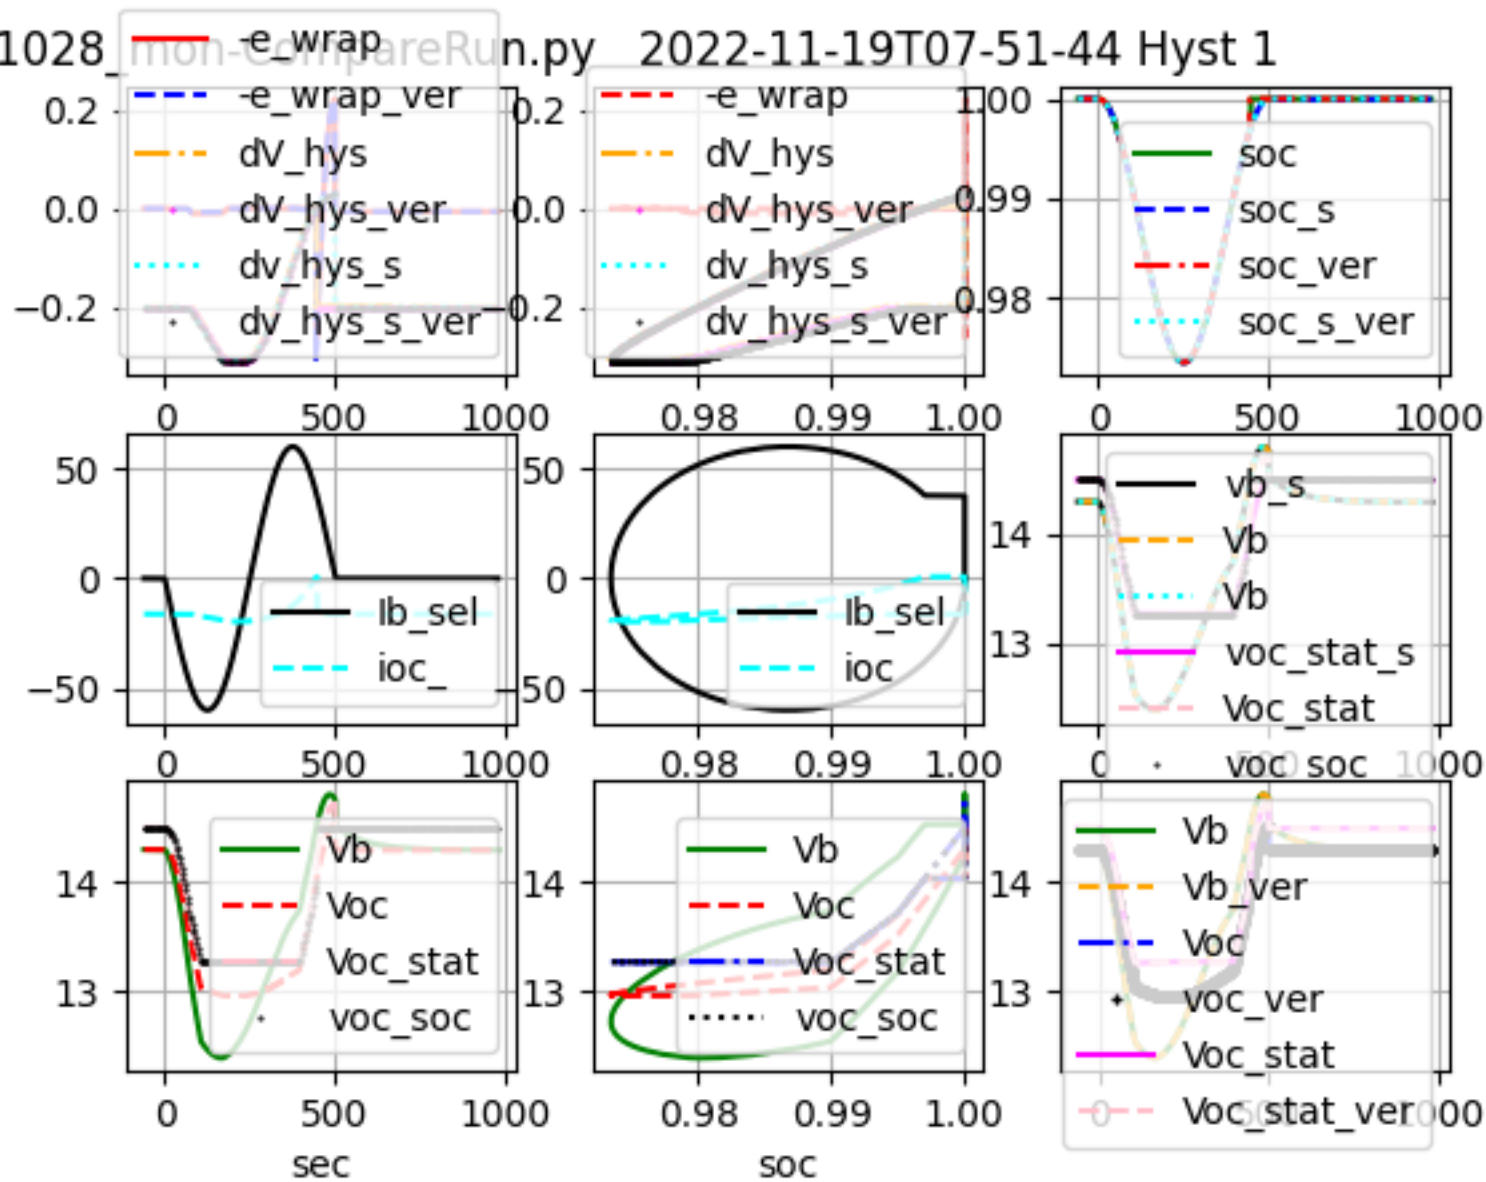 1028_mon-CompareRun.py   2022-11-19T07-51-44 Hyst 1
-e_wrap
-e_wrap_ver
dV_hys
dV_hys_ver
dv_hys_s
dv_hys_s_ver
0.2
0.0
−0.2
0 500 1000
-e_wrap
dV_hys
dV_hys_ver
dv_hys_s
dv_hys_s_ver
0.2
0.0
−0.2
0.98 0.99 1.00
soc
soc_s
soc_ver
soc_s_ver
1.00
0.99
0.98
0 500 1000
50
0
−50
Ib_sel
ioc_
0 500 1000
50
0
−50
Ib_sel
ioc
0.98 0.99 1.00
14
13
vb_s
Vb
Vb
voc_stat_s
Voc_stat
voc_soc
0 1000
14
13
Vb
Voc
Voc_stat
voc_soc
0 500 1000
sec
14
13
Vb
Voc
Voc_stat
voc_soc
0.98 0.99 1.00
soc
14
13
Vb
Vb_ver
Voc
voc_ver
Voc_stat
Voc_stat_ver
0 500 1000